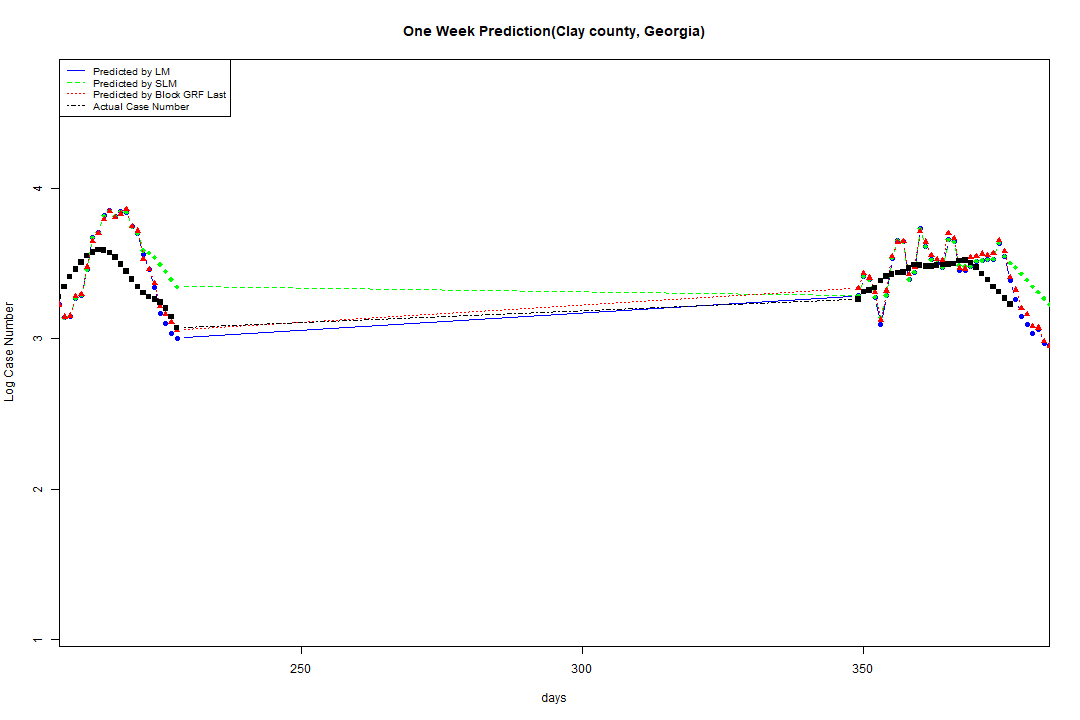 One Week Prediction(Clay county, Georgia)
Predicted by LM
Predicted by SLM
Predicted by Block GRF Last
Actual Case Number
Log Case Number
4
3
2
1
250
300
350
days